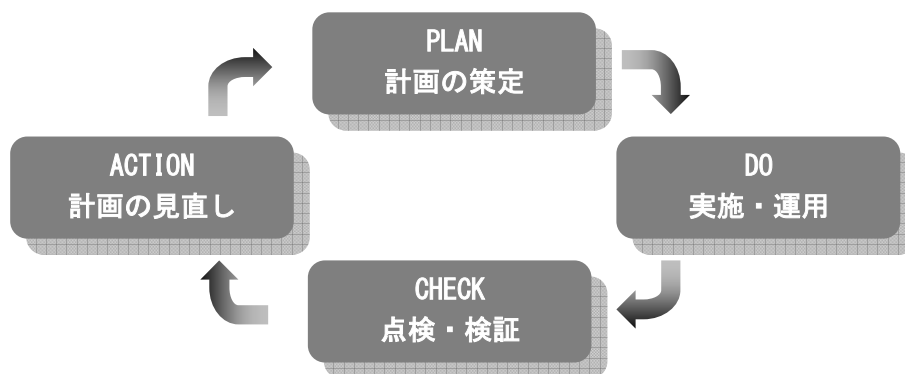 PLAN
計画の策定
DO
実施・運用
CHECK
点検・検証
ACTION
計画の見直し